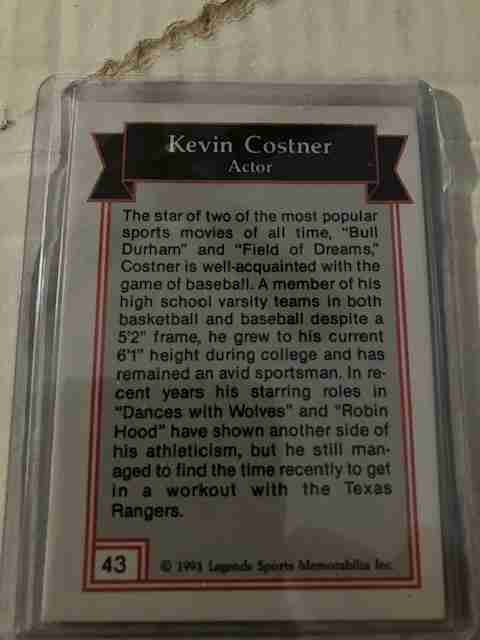 Kevin Costner
Actor
The star of two of the most popular
sports movies of all time, “Bull
Durham” and “Field of Dreams,”
Costner is well-acquainted with the
game of baseball. A member of his
high school varsity teams in both
basketball and baseball despite a
5'2" frame, he grew to his current
6'1" height during college and has
remained an avid sportsman. In re-
cent years his starring roles in
“Dances with Wolves” and “Robin
Hood” have shown another side of
his athleticism, but he still man-
aged to find the time recently to get
in a workout with the Texas
Rangers.
43
© 1993 Legends Sports Memorabilia Inc.